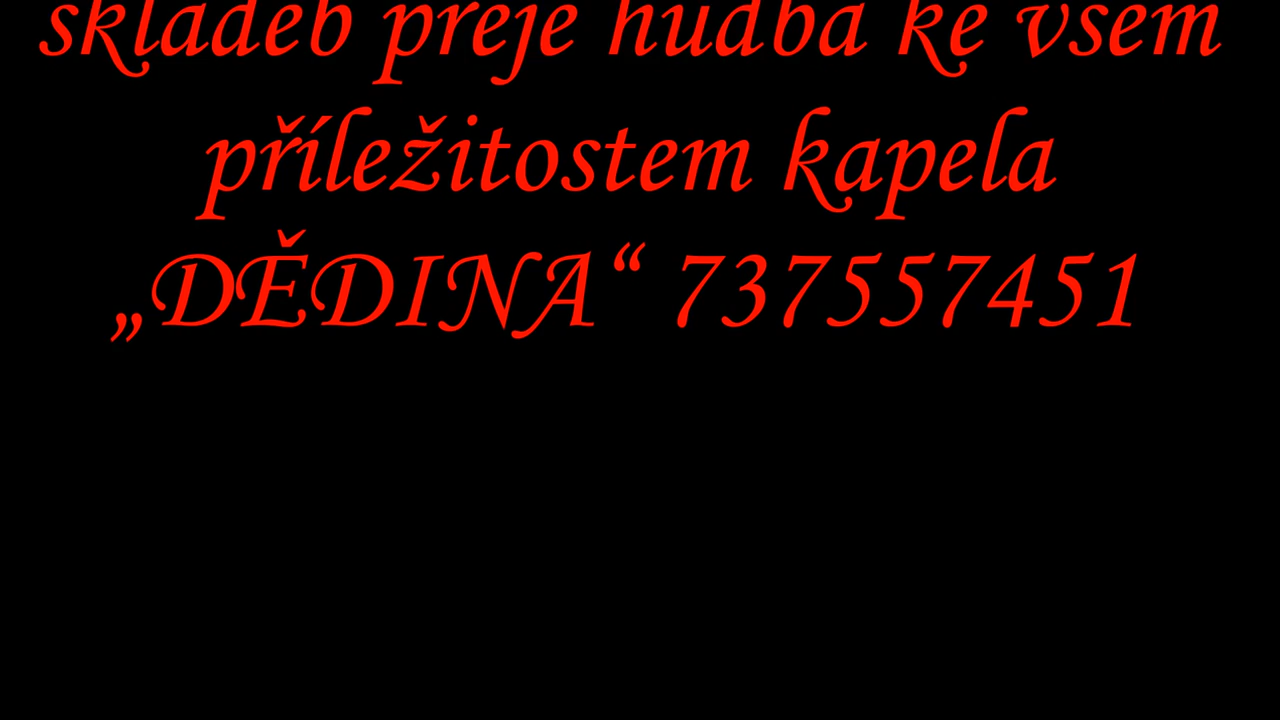 skladeb přeje hudba ke všem
příležitostem kapela
„DĚDINA“ 737557451